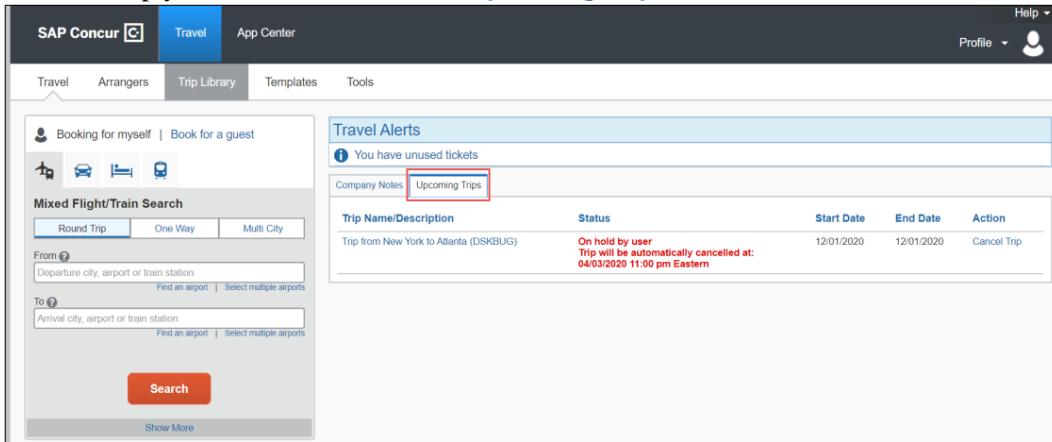 Help
SAP Concur C
Travel
App Center
Profile
Travel
Arrangers
Trip Library
Templates
Tools
Booking for myself | Book for a guest
Mixed Flight/Train Search
Round Trip
One Way
Multi City
From ?
Departure city, airport or train station
Find an airport | Select multiple airports
To ?
Arrival city, airport or train station
Find an airport | Select multiple airports
Search
Show More
Travel Alerts
You have unused tickets
Company Notes
Upcoming Trips
Trip Name/Description Status Start Date End Date Action
Trip from New York to Atlanta (DSKBUG) On hold by user 12/01/2020 12/01/2020 Cancel Trip
Trip will be automatically cancelled at:
04/03/2020 11:00 pm Eastern